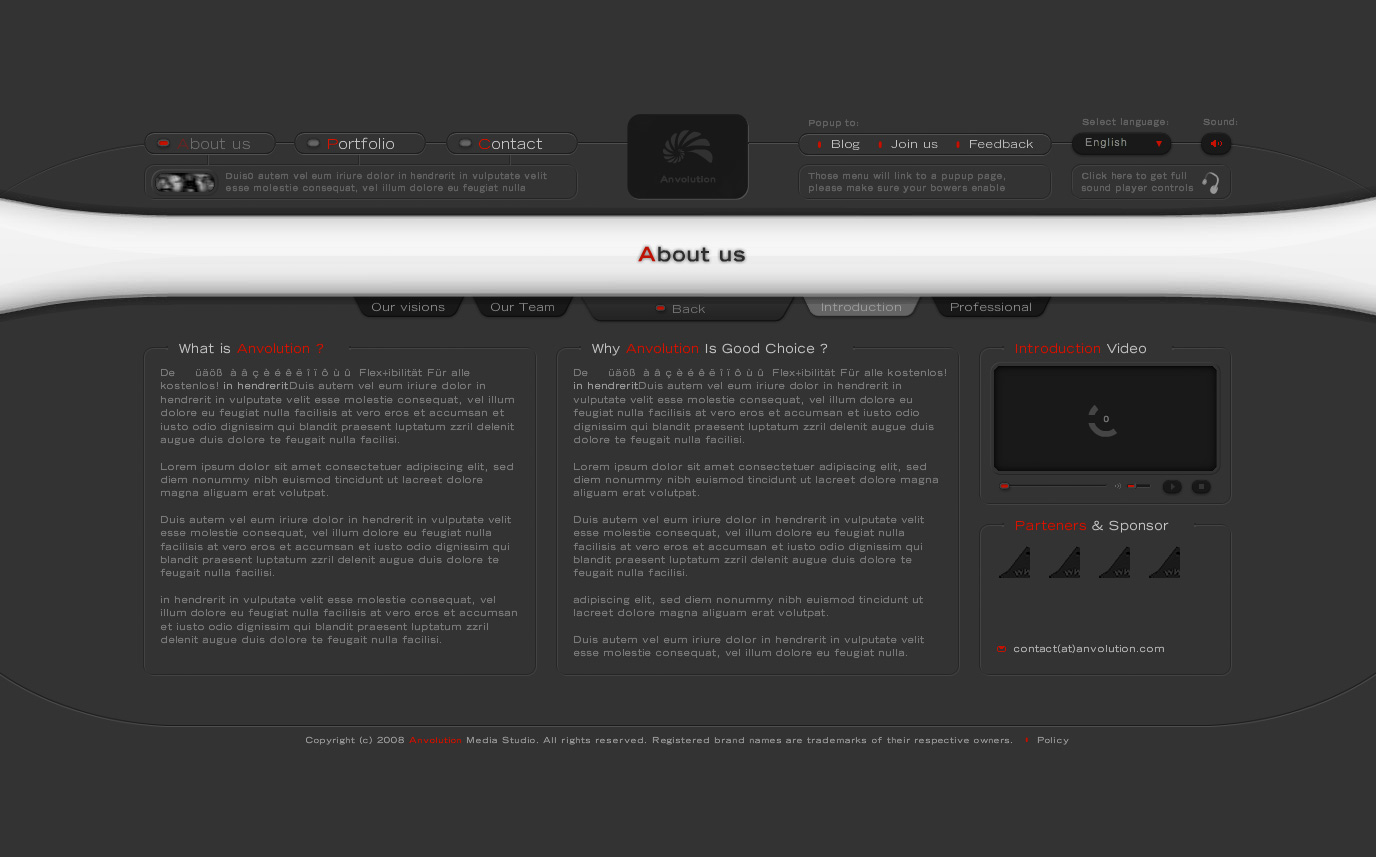 About us
Portfolio
Contact
Duis0 autem vel eum iriure dolor in hendrerit in vulputate velit
esse molestie consequat, vel illum dolore eu feugiat nulla
Anvolution
Popup to:
Blog
Join us
Feedback
Those menu will link to a pupup page,
please make sure your bowers enable
Select language:
English
Sound:
Click here to get full
sound player controls
About us
Our visions
Our Team
Back
Introduction
Professional
What is Anvolution ?
De üäöß à â ç è é ê ë î ï ô ù û Flex+ibilität Für alle
kostenlos! in hendreritDuis autem vel eum iriure dolor in
hendrerit in vulputate velit esse molestie consequat, vel illum
dolore eu feugiat nulla facilisis at vero eros et accumsan et
iusto odio dignissim qui blandit praesent luptatum zzril delenit
augue duis dolore te feugait nulla facilisi.
Lorem ipsum dolor sit amet consectetuer adipiscing elit, sed
diem nonummy nibh euismod tincidunt ut lacreet dolore
magna aliguam erat volutpat.
Duis autem vel eum iriure dolor in hendrerit in vulputate velit
esse molestie consequat, vel illum dolore eu feugiat nulla
facilisis at vero eros et accumsan et iusto odio dignissim qui
blandit praesent luptatum zzril delenit augue duis dolore te
feugait nulla facilisi.
in hendrerit in vulputate velit esse molestie consequat, vel
illum dolore eu feugiat nulla facilisis at vero eros et accumsan
et iusto odio dignissim qui blandit praesent luptatum zzril
delenit augue duis dolore te feugait nulla facilisi.
Why Anvolution Is Good Choice ?
De üäöß à â ç è é ê ë î ï ô ù û Flex+ibilität Für alle kostenlos!
in hendreritDuis autem vel eum iriure dolor in hendrerit in
vulputate velit esse molestie consequat, vel illum dolore eu
feugiat nulla facilisis at vero eros et accumsan et iusto odio
dignissim qui blandit praesent luptatum zzril delenit augue duis
dolore te feugait nulla facilisi.
Lorem ipsum dolor sit amet consectetuer adipiscing elit, sed
diem nonummy nibh euismod tincidunt ut lacreet dolore magna
aliguam erat volutpat.
Duis autem vel eum iriure dolor in hendrerit in vulputate velit
esse molestie consequat, vel illum dolore eu feugiat nulla
facilisis at vero eros et accumsan et iusto odio dignissim qui
blandit praesent luptatum zzril delenit augue duis dolore te
feugait nulla facilisi.
adipiscing elit, sed diem nonummy nibh euismod tincidunt ut
lacreet dolore magna aliguam erat volutpat.
Duis autem vel eum iriure dolor in hendrerit in vulputate velit
esse molestie consequat, vel illum dolore eu feugiat nulla.
Introduction Video
0
Parteners & Sponsor
contact(at)anvolution.com
Copyright (c) 2008 Anvolution Media Studio. All rights reserved. Registered brand names are trademarks of their respective owners.
Policy